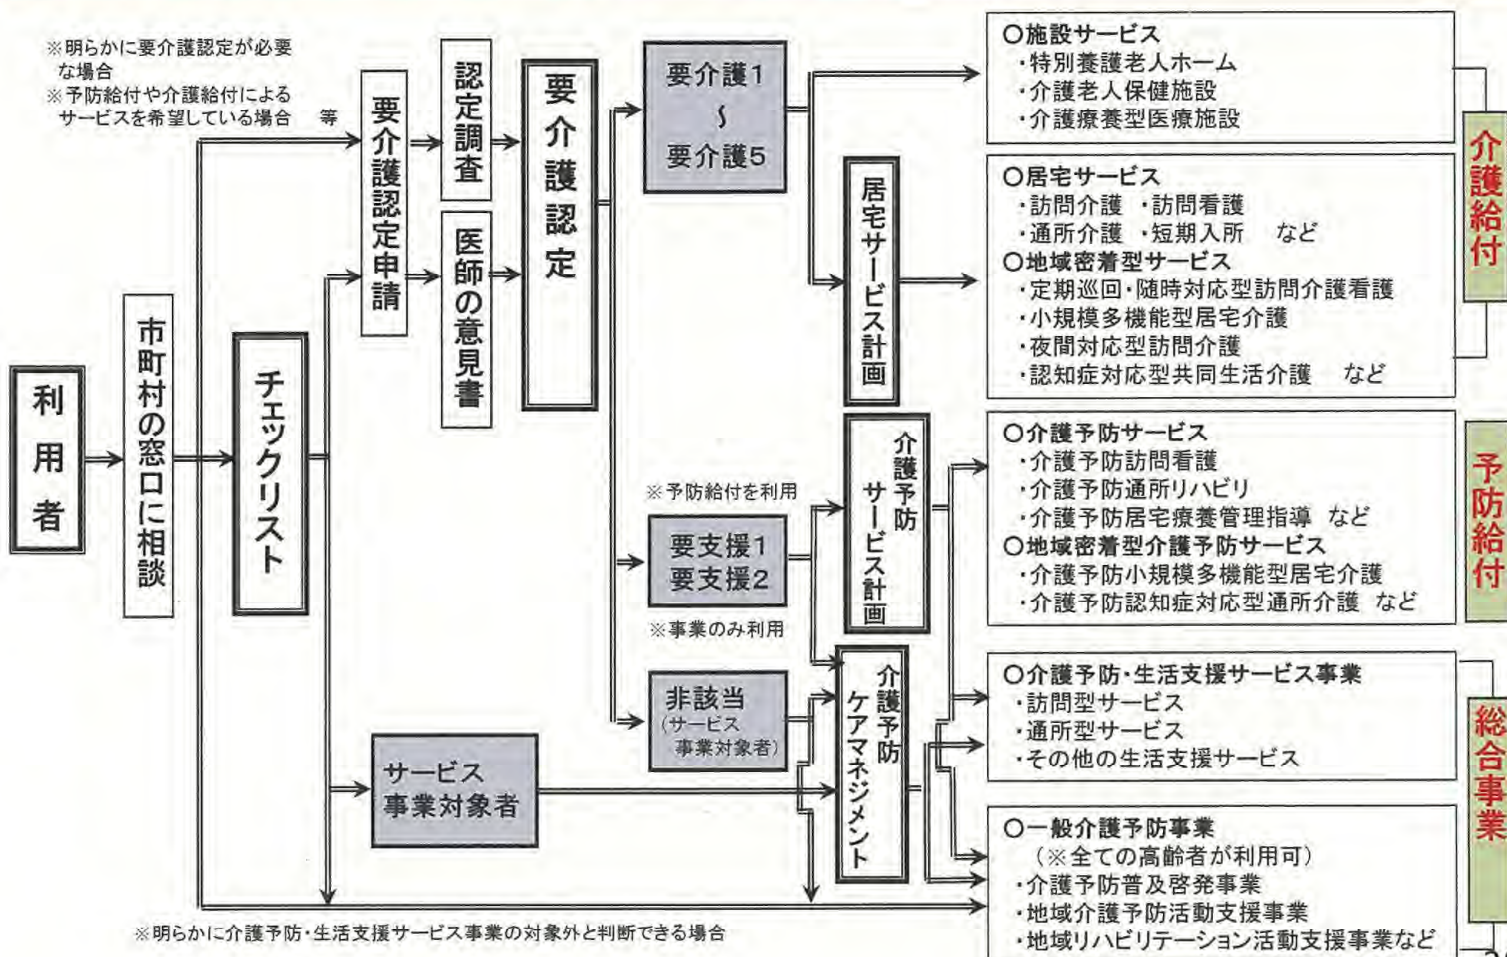 ※明らかに要介護認定が必要
な場合
※予防給付や介護給付による
サービスを希望している場合　等
利用者
市町村の窓口に相談
チェックリスト
要介護認定申請
認定調査
医師の意見書
要介護認定
要介護1
～
要介護5
※予防給付を利用
要支援1
要支援2
※事業のみ利用
非該当
(サービス
事業対象者)
サービス
事業対象者
居宅サービス計画
介護予防
サービス計画
介護予防
ケアマネジメント
○施設サービス
・特別養護老人ホーム
・介護老人保健施設
・介護療養型医療施設
○居宅サービス
・訪問介護　・訪問看護
・通所介護　・短期入所　など
○地域密着型サービス
・定期巡回・随時対応型訪問介護看護
・小規模多機能型居宅介護
・夜間対応型訪問介護
・認知症対応型共同生活介護　など
介護給付
○介護予防サービス
・介護予防訪問看護
・介護予防通所リハビリ
・介護予防居宅療養管理指導　など
○地域密着型介護予防サービス
・介護予防小規模多機能型居宅介護
・介護予防認知症対応型通所介護　など
予防給付
○介護予防・生活支援サービス事業
・訪問型サービス
・通所型サービス
・その他の生活支援サービス
○一般介護予防事業
（※全ての高齢者が利用可）
・介護予防普及啓発事業
・地域介護予防活動支援事業
・地域リハビリテーション活動支援事業など
総合事業
※明らかに介護予防・生活支援サービス事業の対象外と判断できる場合